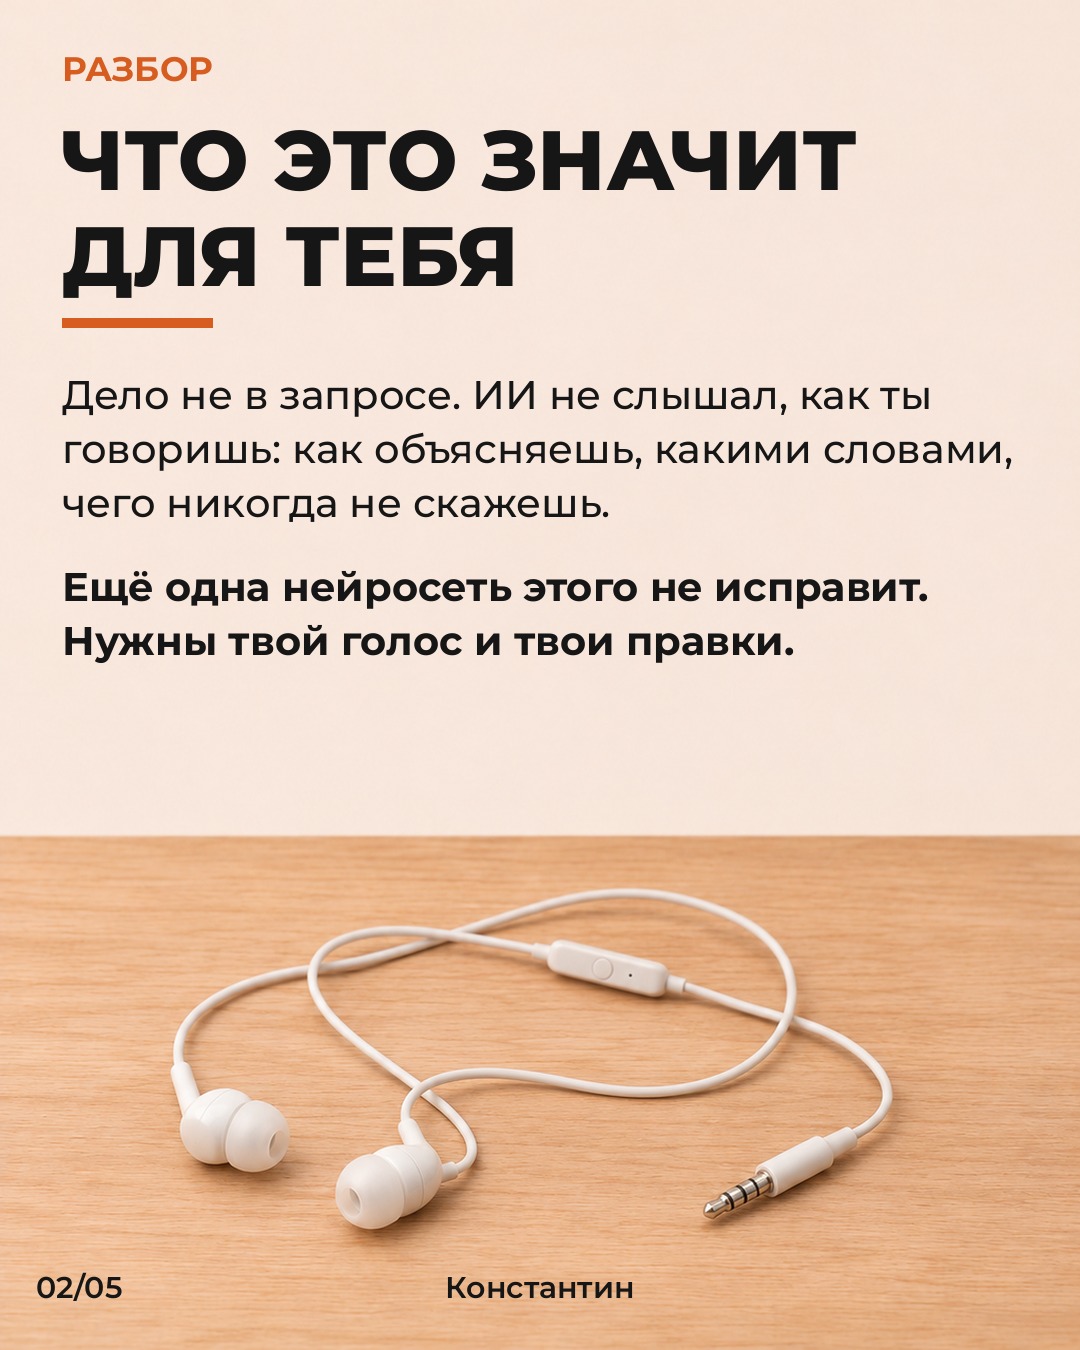 РАЗБОР
ЧТО ЭТО ЗНАЧИТ
ДЛЯ ТЕБЯ
Дело не в запросе. ИИ не слышал, как ты
говоришь: как объясняешь, какими словами,
чего никогда не скажешь.
Ещё одна нейросеть этого не исправит.
Нужны твой голос и твои правки.
02/05
Константин